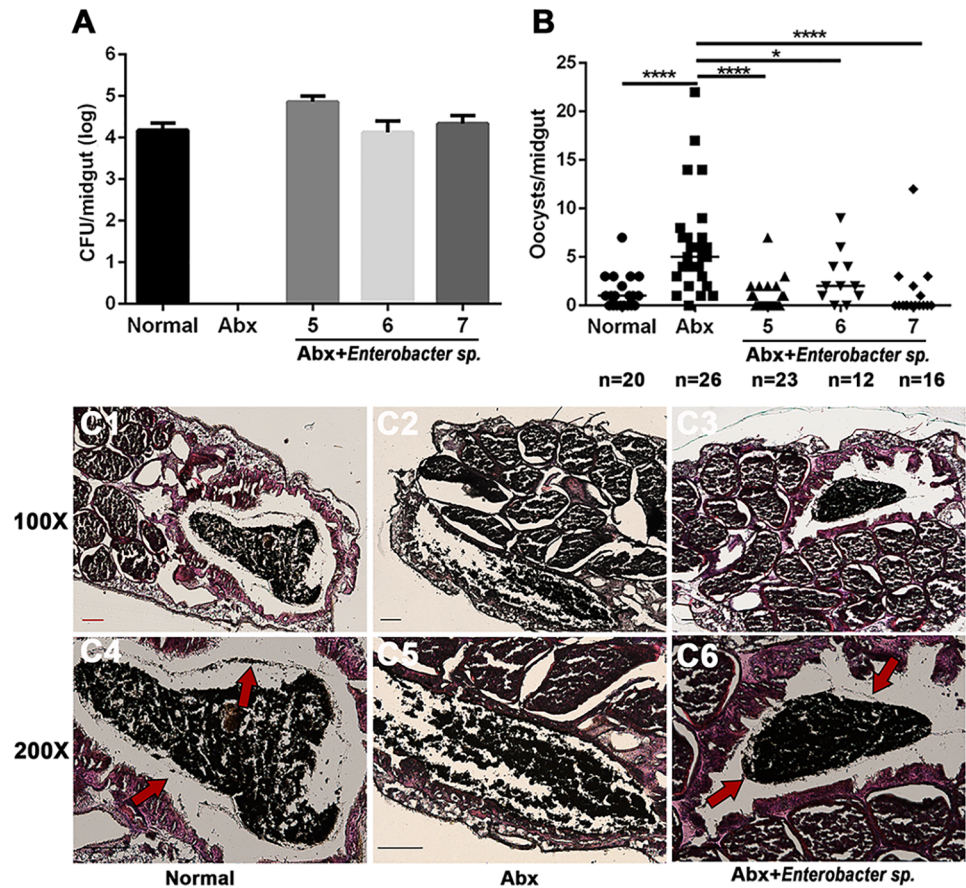 A
CFU/midgut (log)
6
5
4
3
2
1
0
Normal Abx 5 6 7
Abx+Enterobacter sp.
B
Oocysts/midgut
25
20
15
10
5
0
****
*
**** ****
Normal Abx 5 6 7
Abx+Enterobacter sp.
n=20 n=26 n=23 n=12 n=16
100X
C1 C2 C3
200X
C4 C5 C6
Normal Abx Abx+Enterobacter sp.